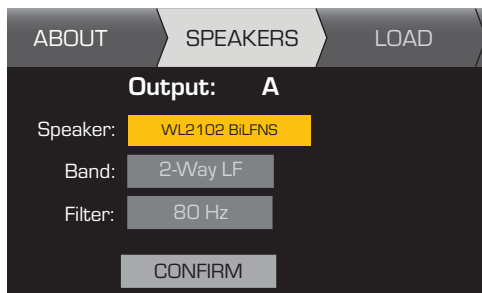 ABOUT SPEAKERS LOAD
Output: A
Speaker: WL2102 BiLFNS
Band: 2-Way LF
Filter: 80 Hz
CONFIRM